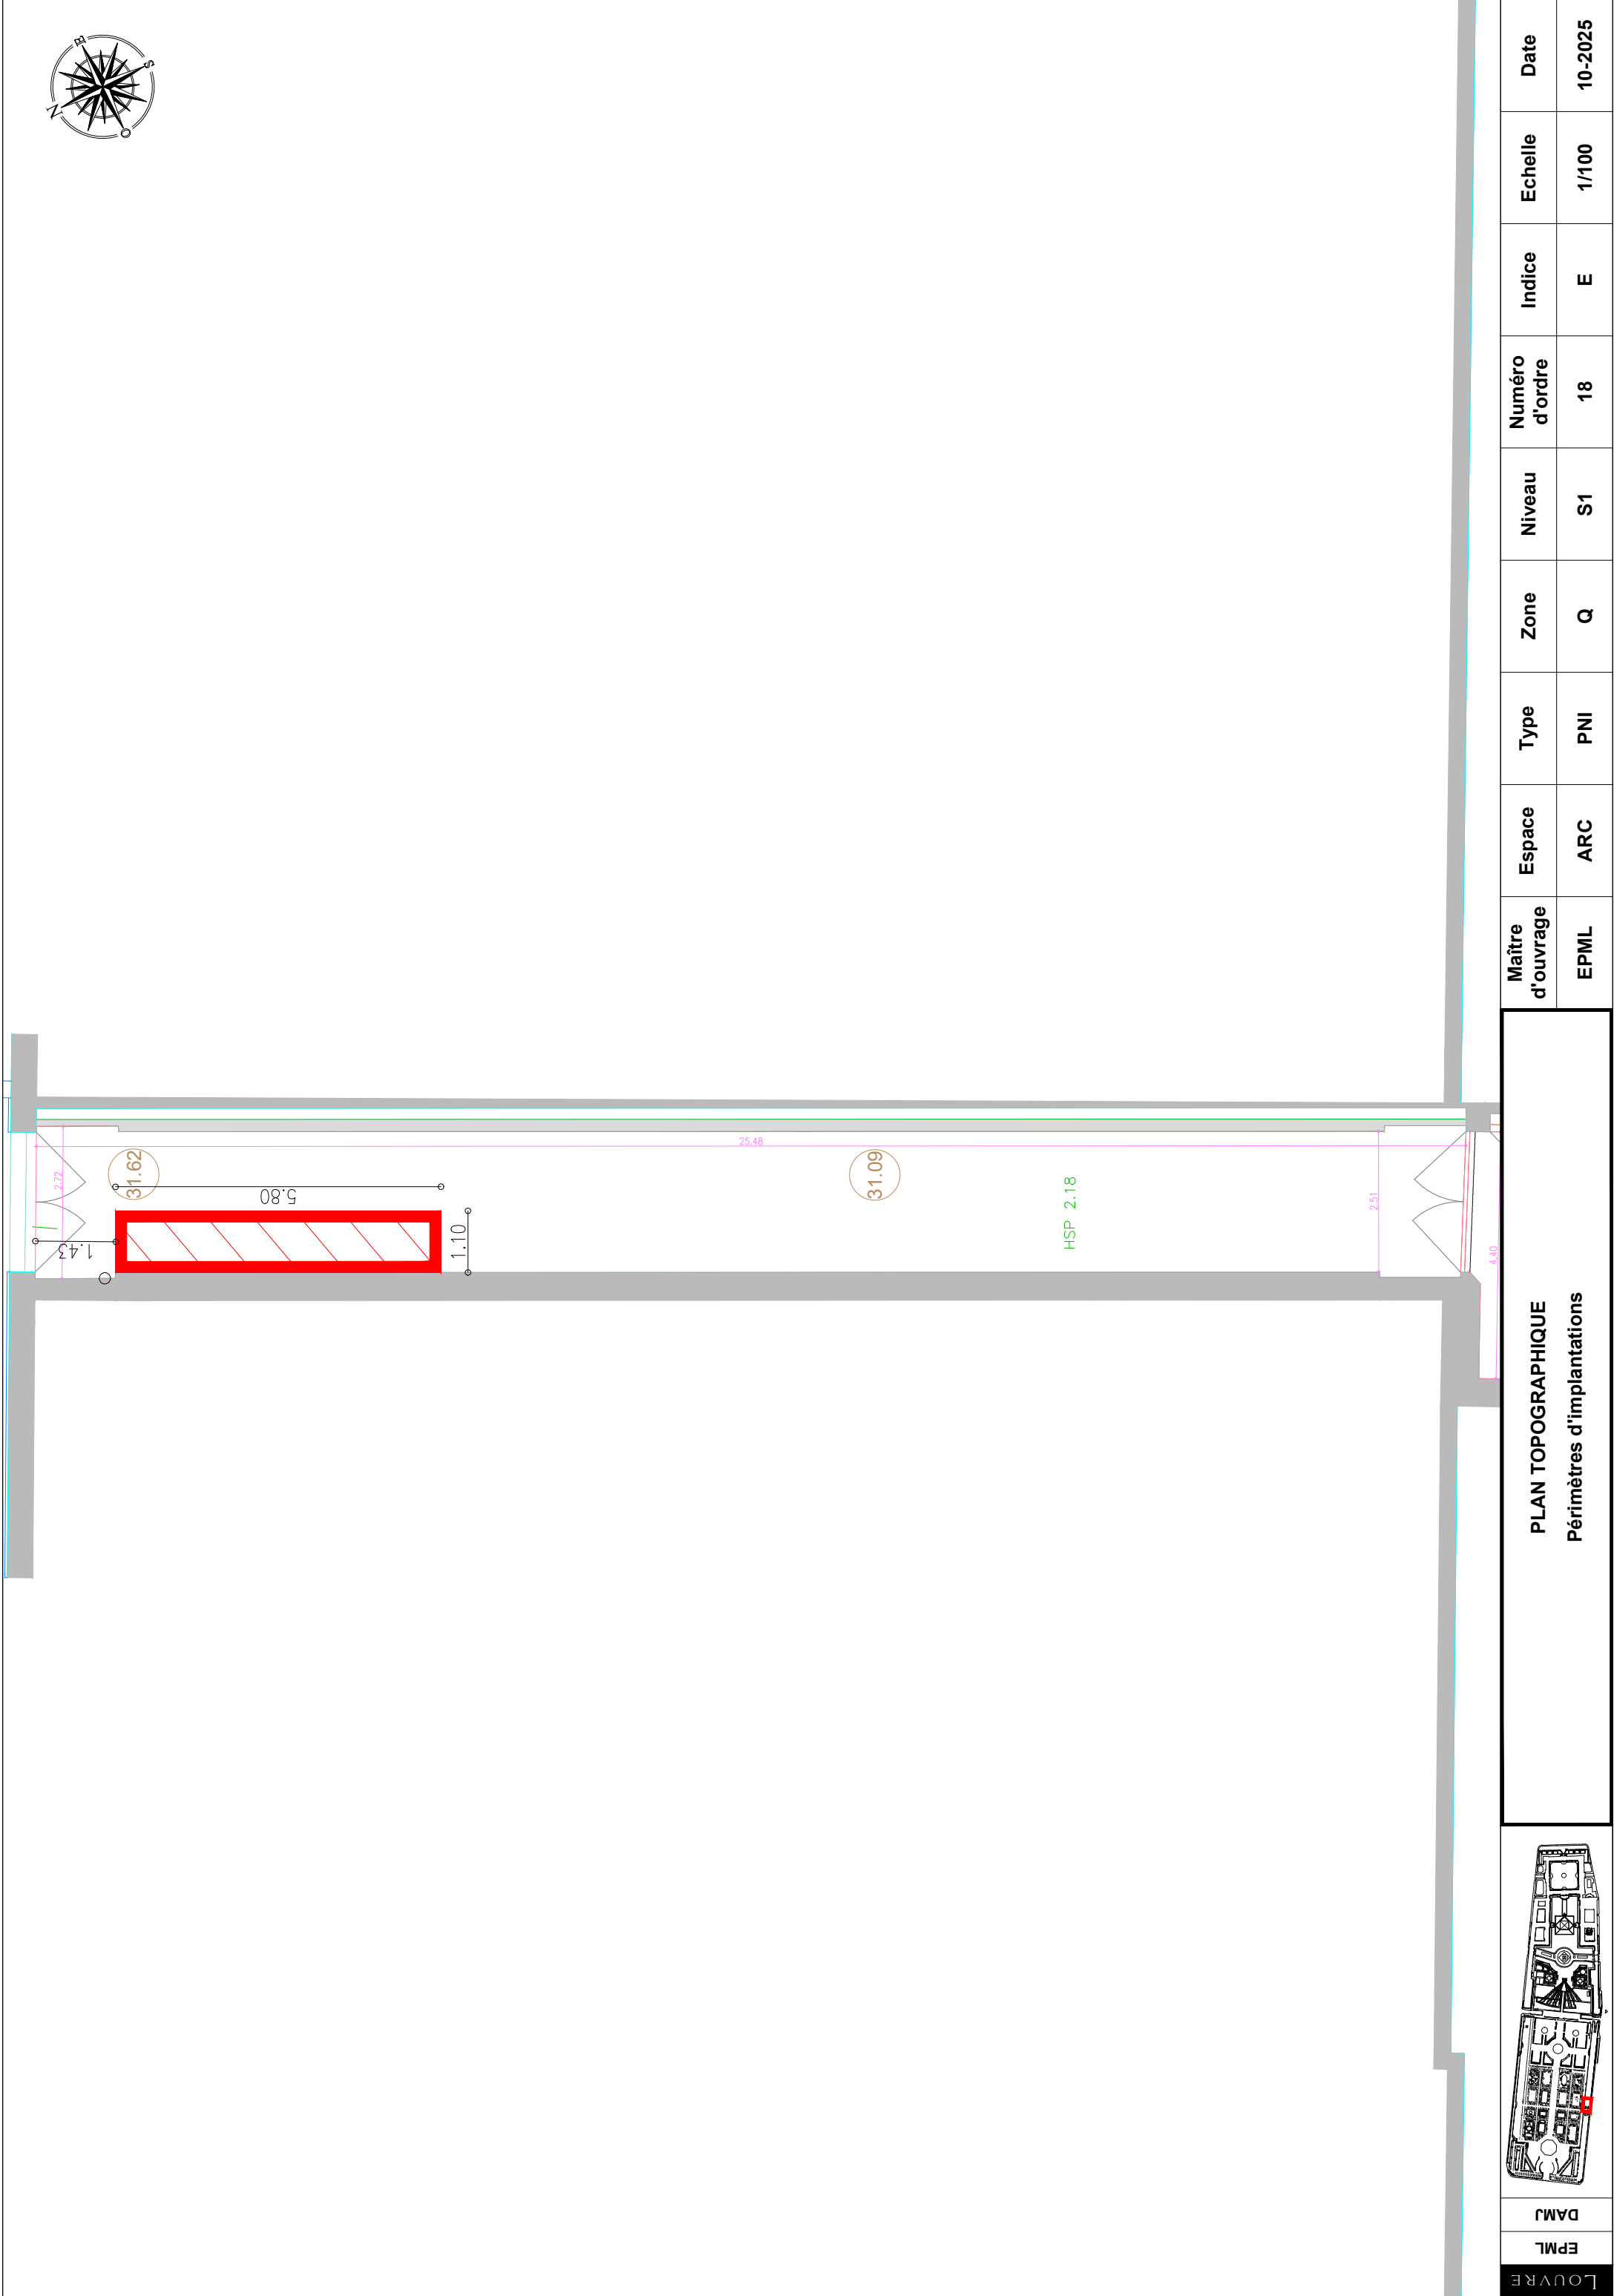 N
E
S
O
2.72
1.43
31.62
5.80
1.10
25.48
31.09
HSP 2.18
2.51
4.40
LOUVRE
EPML
DAMJ
PLAN TOPOGRAPHIQUE
Périmètres d'implantations
Maître
d'ouvrage
EPML
Espace
ARC
Type
PNI
Zone
Q
Niveau
S1
Numéro
d'ordre
18
Indice
E
Echelle
1/100
Date
10-2025